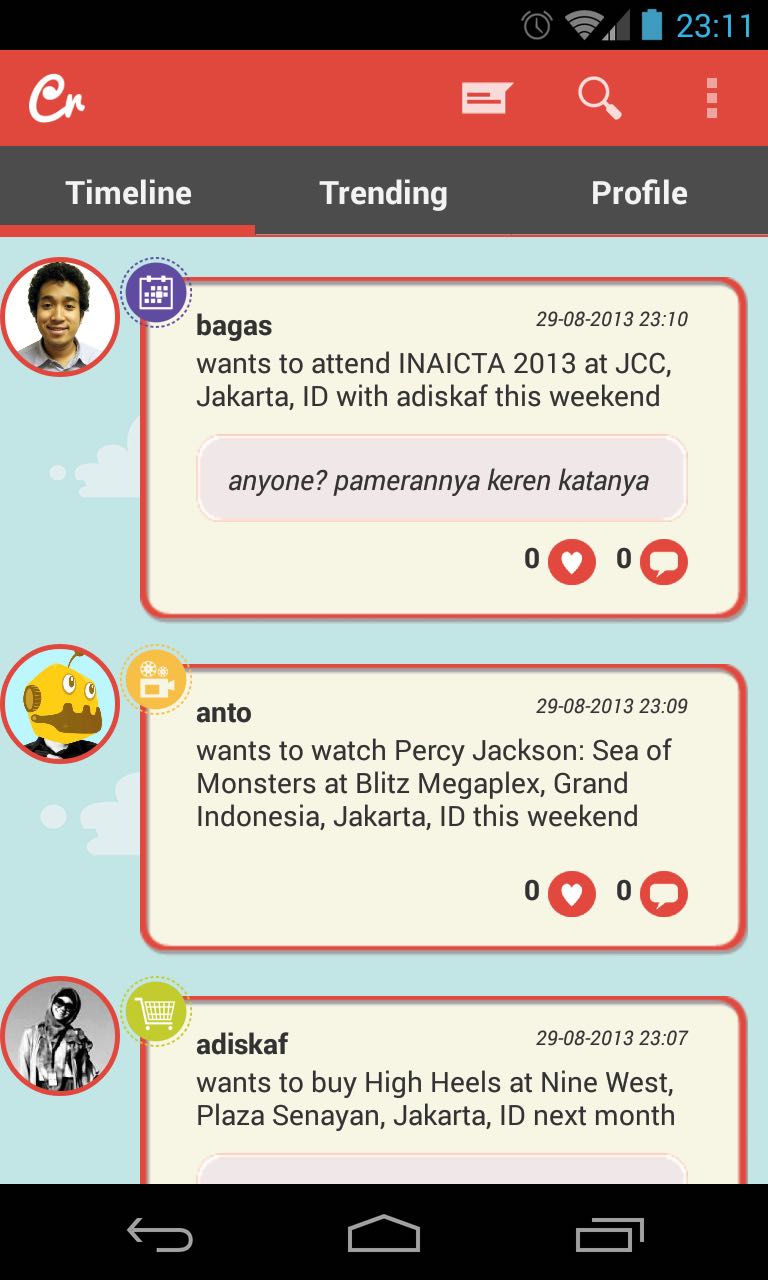 23:11
Cr
Timeline
Trending
Profile
bagas
29-08-2013 23:10
wants to attend INAICTA 2013 at JCC,
Jakarta, ID with adiskaf this weekend
anyone? pamerannya keren katanya
0
0
anto
29-08-2013 23:09
wants to watch Percy Jackson: Sea of
Monsters at Blitz Megaplex, Grand
Indonesia, Jakarta, ID this weekend
0
0
adiskaf
29-08-2013 23:07
wants to buy High Heels at Nine West,
Plaza Senayan, Jakarta, ID next month